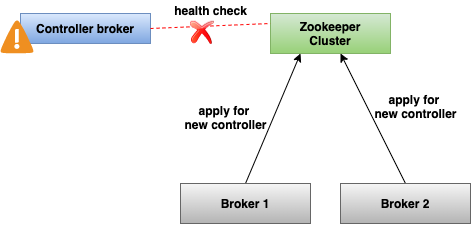 health check
Controller broker
Zookeeper
Cluster
apply for
new controller
apply for
new controller
Broker 1
Broker 2